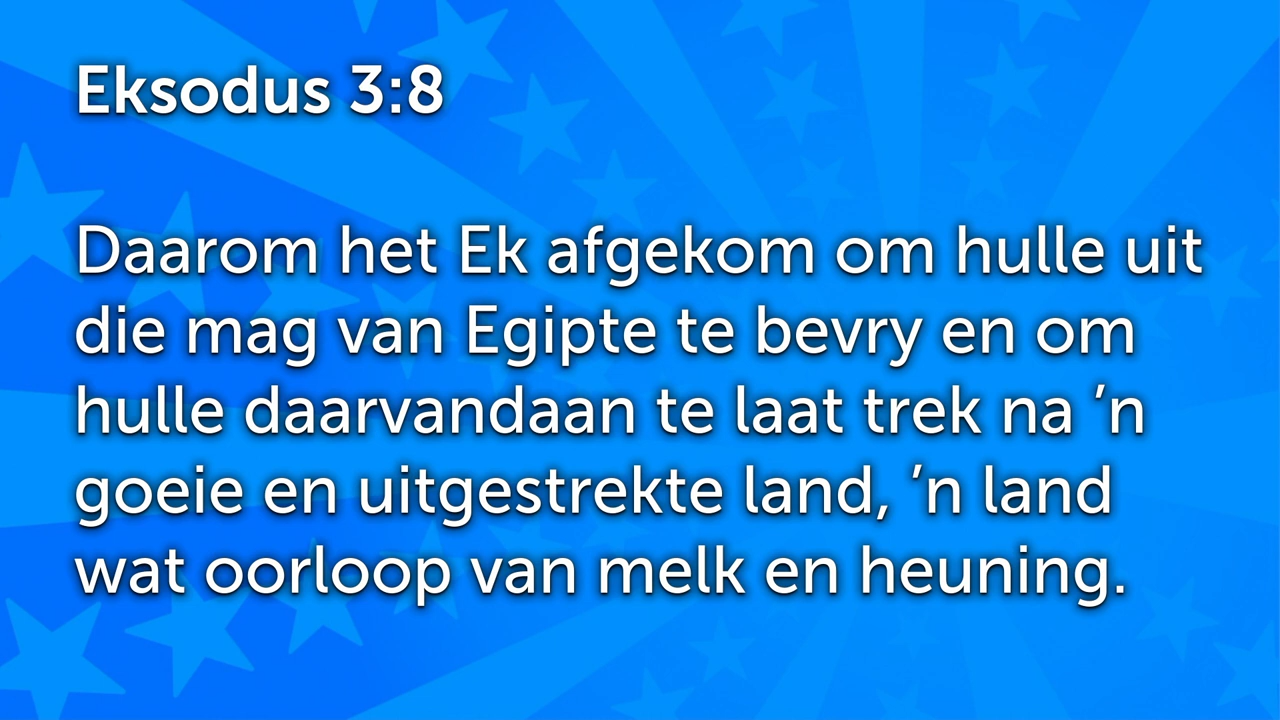 Eksodus 3:8
Daarom het Ek afgekom om hulle uit
die mag van Egipte te bevry en om
hulle daarvandaan te laat trek na ’n
goeie en uitgestrekte land, ’n land
wat oorloop van melk en heuning.